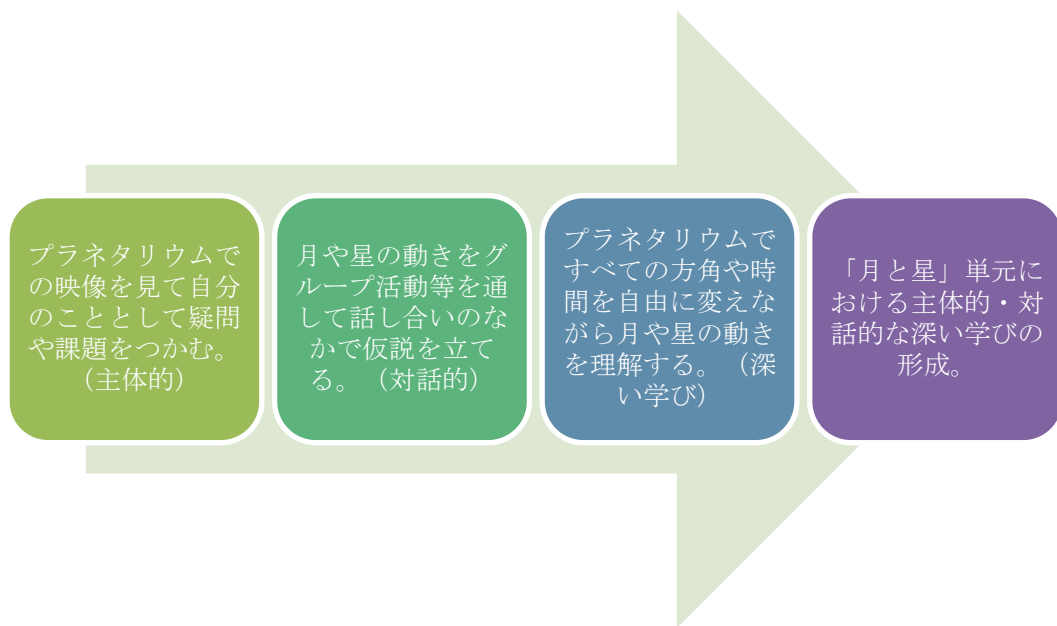 プラネタリウムで
の映像を見て自分
のこととして疑問
や課題をつかむ。
（主体的）
月や星の動きをグ
ループ活動等を通
して話し合いのな
かで仮説を立て
る。（対話的）
プラネタリウムで
すべての方角や時
間を自由に変えな
がら月や星の動き
を理解する。（深
い学び）
「月と星」単元に
おける主体的・対
話的な深い学びの
形成。